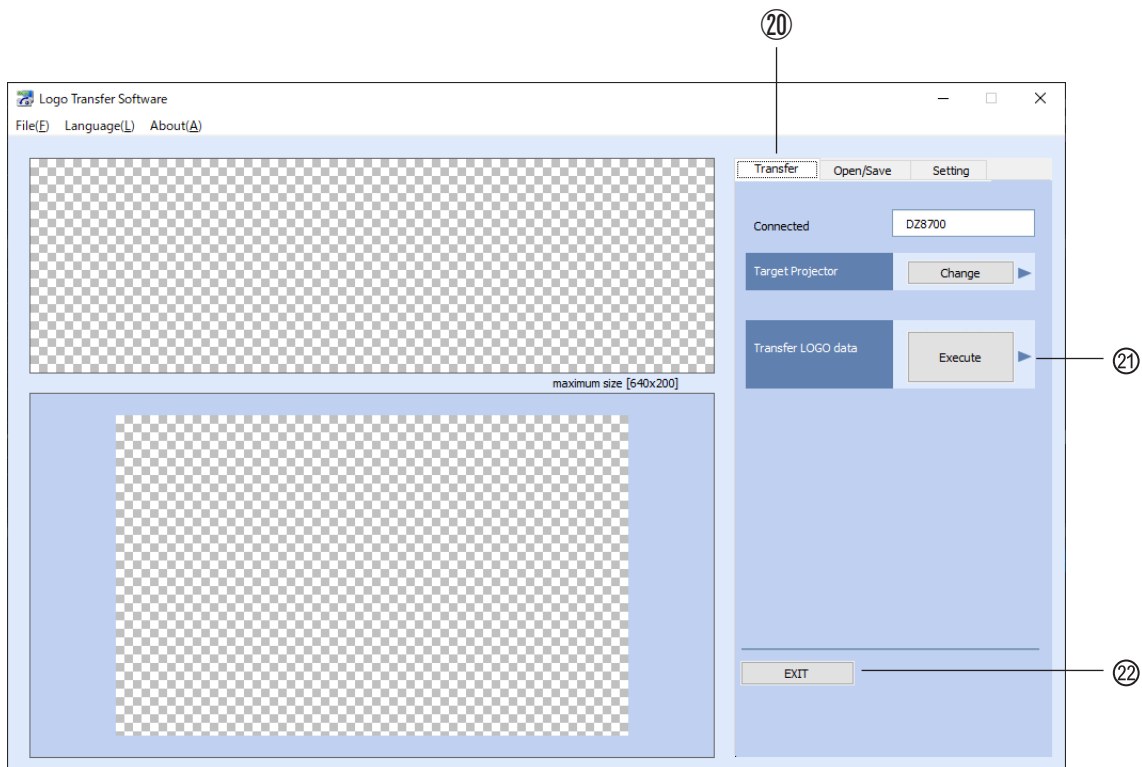 ⑳
Logo Transfer Software
File(F) Language(L) About(A)
Transfer Open/Save Setting
Connected DZ8700
Target Projector Change
Transfer LOGO data Execute
㉑
maximum size [640x200]
EXIT
㉒